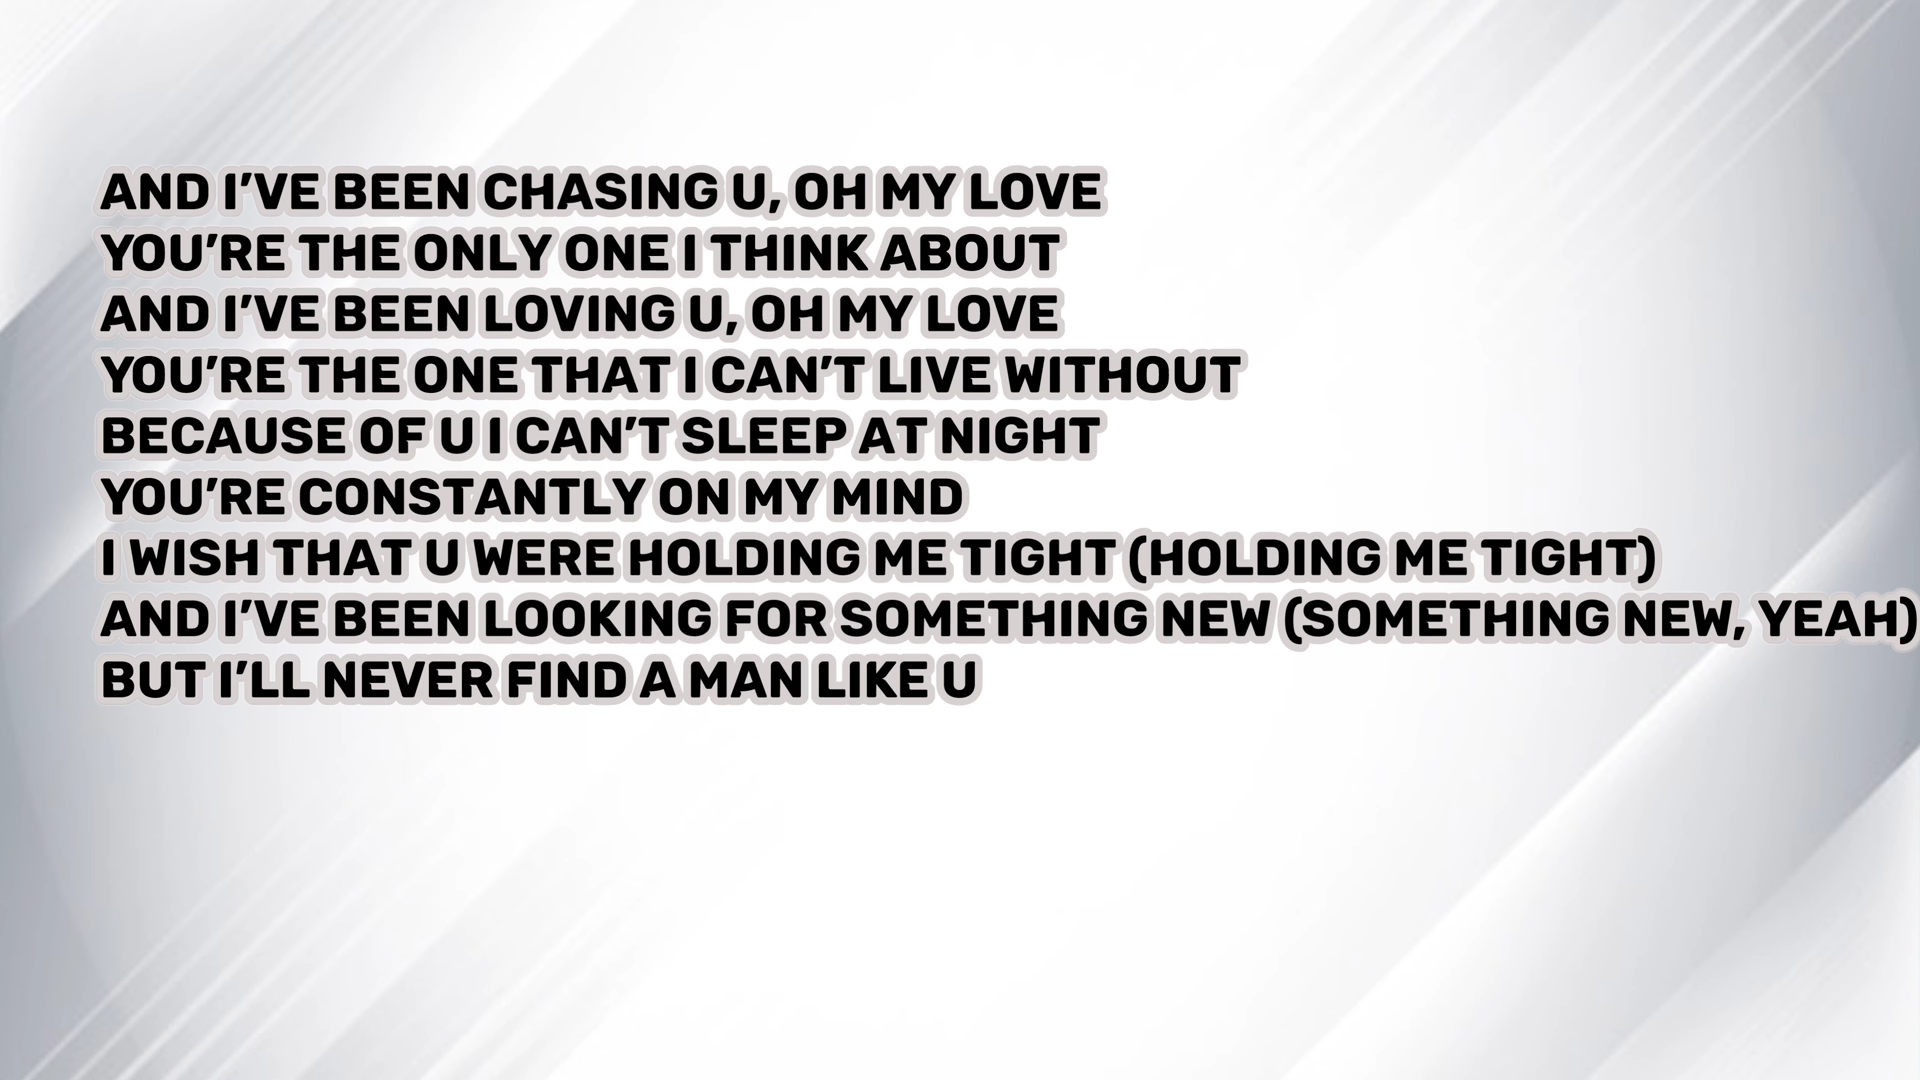 AND I’VE BEEN CHASING U, OH MY LOVE
YOU’RE THE ONLY ONE I THINK ABOUT
AND I’VE BEEN LOVING U, OH MY LOVE
YOU’RE THE ONE THAT I CAN’T LIVE WITHOUT
BECAUSE OF U I CAN’T SLEEP AT NIGHT
YOU’RE CONSTANTLY ON MY MIND
I WISH THAT U WERE HOLDING ME TIGHT (HOLDING ME TIGHT)
AND I’VE BEEN LOOKING FOR SOMETHING NEW (SOMETHING NEW, YEAH)
BUT I’LL NEVER FIND A MAN LIKE U